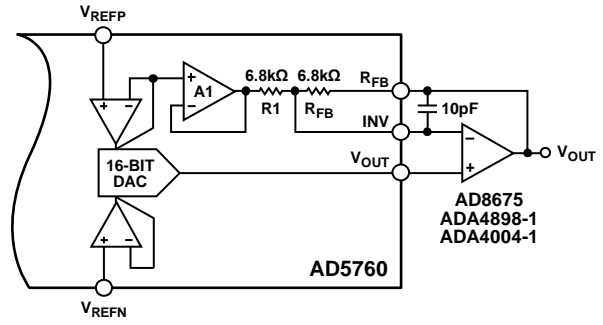 VREFP
6.8kΩ 6.8kΩ RFB
A1
R1 RFB
10pF
INV
16-BIT
DAC
VOUT
VOUT
AD8675
ADA4898-1
ADA4004-1
AD5760
VREFN